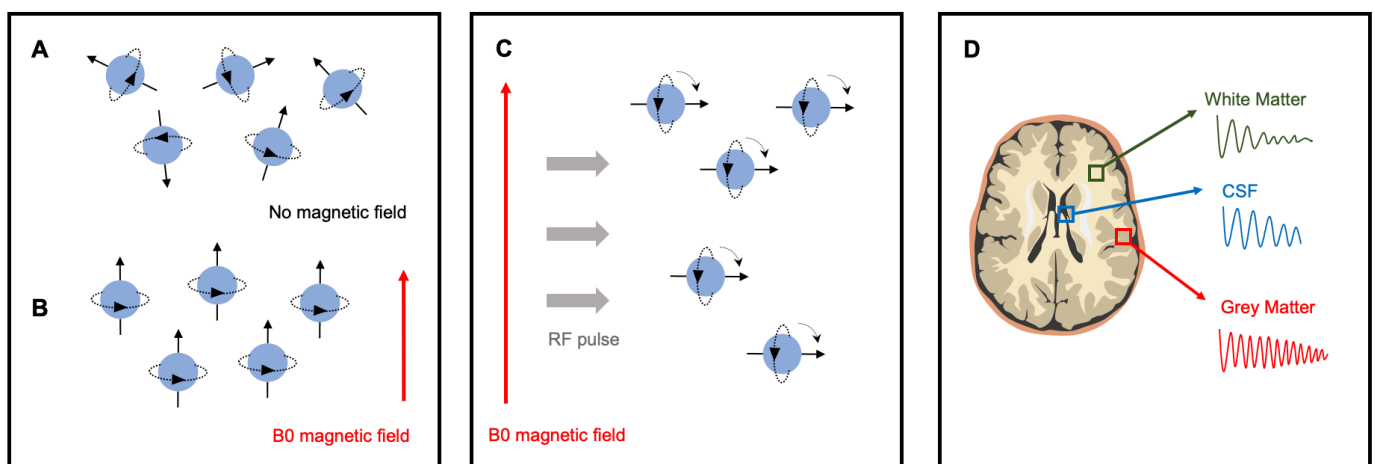 A
No magnetic field
B
B0 magnetic field
C
RF pulse
B0 magnetic field
D
White Matter
CSF
Grey Matter